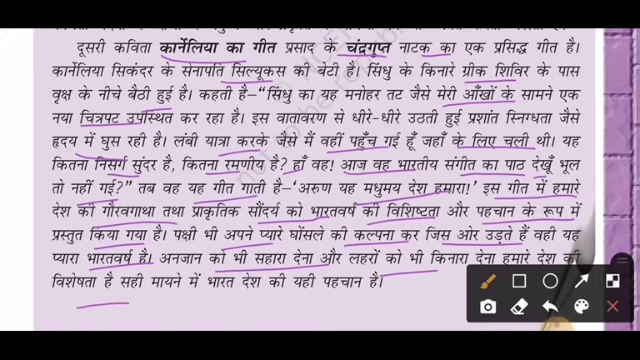 दूसरी कविता कार्नेलिया का गीत प्रसाद के चंद्रगुप्त नाटक का एक प्रसिद्ध गीत है।
कार्नेलिया सिकंदर के सेनापति सिल्यूकस की बेटी है। सिंधु के किनारे ग्रीक शिविर के पास
वृक्ष के नीचे बैठी हुई है। कहती है–“सिंधु का यह मनोहर तट जैसे मेरी आँखों के सामने एक
नया चित्रपट उपस्थित कर रहा है। इस वातावरण से धीरे-धीरे उठती हुई प्रशांत स्निग्धता जैसे
हृदय में घुस रही है। लंबी यात्रा करके जैसे मैं वहीं पहुँच गई हूँ जहाँ के लिए चली थी। यह
कितना निसर्ग सुंदर है, कितना रमणीय है? हाँ वह! आज वह भारतीय संगीत का पाठ देखूँ भूल
तो नहीं गई?” तब वह यह गीत गाती है–‘अरुण यह मधुमय देश हमारा! इस गीत में हमारे
देश की गौरवगाथा तथा प्राकृतिक सौंदर्य को भारतवर्ष की विशिष्टता और पहचान के रूप में
प्रस्तुत किया गया है। पक्षी भी अपने प्यारे घोंसले की कल्पना कर जिस ओर उड़ते हैं वही यह
प्यारा भारतवर्ष है। अनजान को भी सहारा देना और लहरों को भी किनारा देना हमारे देश की
विशेषता है सही मायने में भारत देश की यही पहचान है।